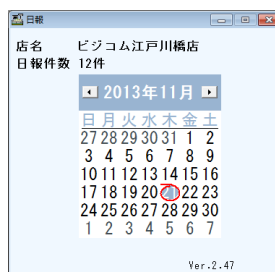 日報
店名 ビジコム江戸川橋店
日報件数 12件
2013年11月
日 月 火 水 木 金 土
27 28 29 30 31 1 2
3 4 5 6 7 8 9
10 11 12 13 14 15 16
17 18 19 20 21 22 23
24 25 26 27 28 29 30
1 2 3 4 5 6 7
Ver.2.47